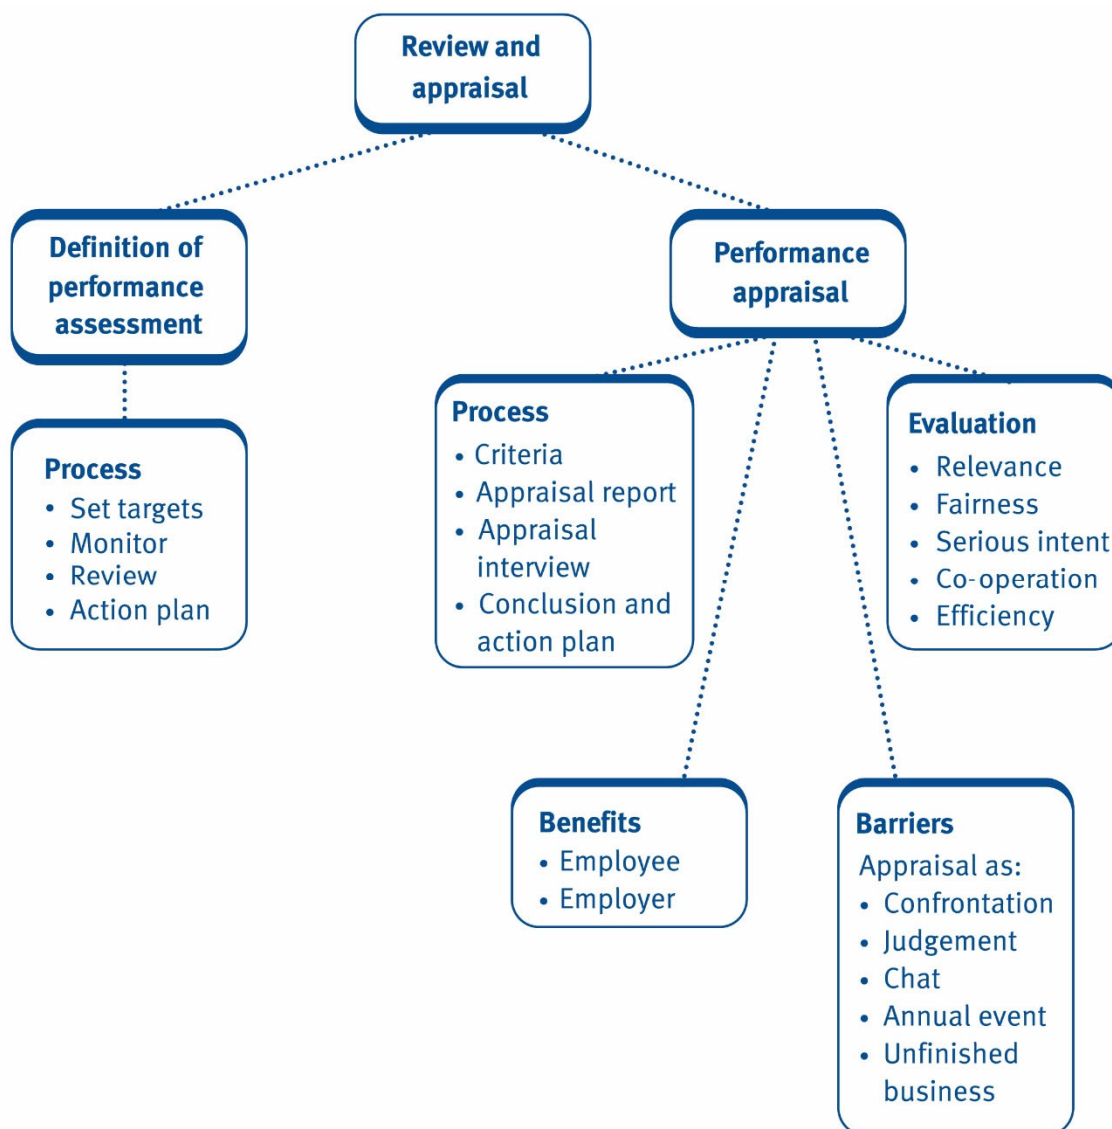 Review and
appraisal
Definition of
performance
assessment
Performance
appraisal
Process
• Set targets
• Monitor
• Review
• Action plan
Process
• Criteria
• Appraisal report
• Appraisal
interview
• Conclusion and
action plan
Evaluation
• Relevance
• Fairness
• Serious intent
• Co-operation
• Efficiency
Benefits
• Employee
• Employer
Barriers
Appraisal as:
• Confrontation
• Judgement
• Chat
• Annual event
• Unfinished
business